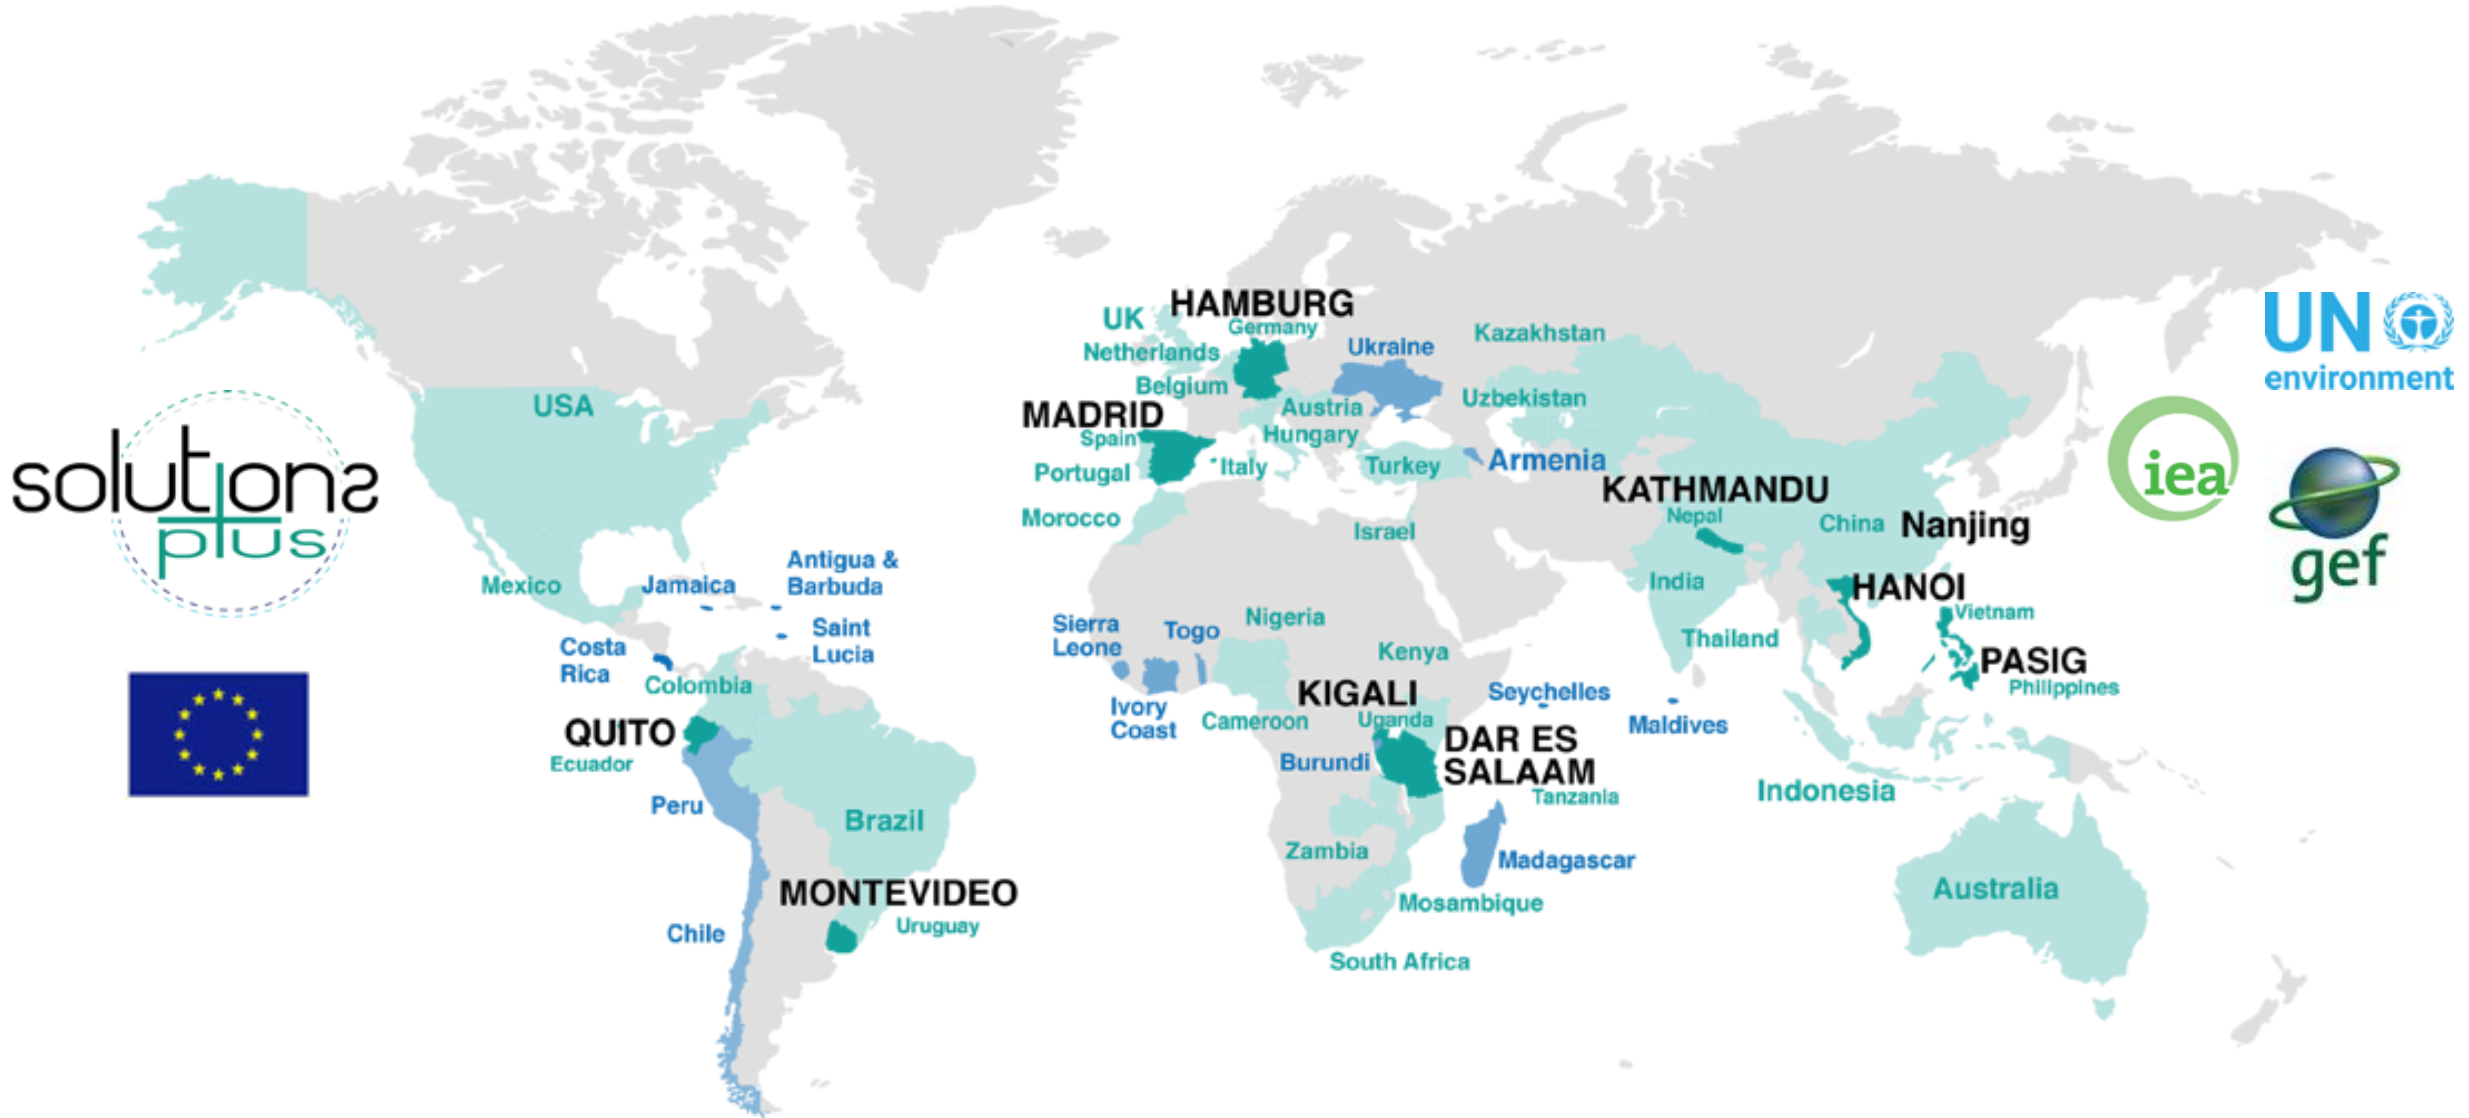 HAMBURG
UK
Germany
Kazakhstan
UN
environment
Netherlands
Ukraine
Belgium
USA
Uzbekistan
MADRID
Austria
Spain
Hungary
solutions
plus
Portugal
Italy
Turkey
Armenia
iea
KATHMANDU
Morocco
Nepal
Israel
China
Nanjing
gef
Antigua &
Barbuda
Mexico
Jamaica
India
HANOI
Vietnam
Sierra
Leone
Togo
Nigeria
Saint
Lucia
Thailand
Costa
Rica
Kenya
PASIG
Philippines
Colombia
KIGALI
Seychelles
Ivory
Coast
Cameroon
Uganda
Maldives
QUITO
Ecuador
DAR ES
SALAAM
Burundi
Tanzania
Indonesia
Peru
Brazil
Zambia
Madagascar
MONTEVIDEO
Australia
Mosambique
Uruguay
Chile
South Africa